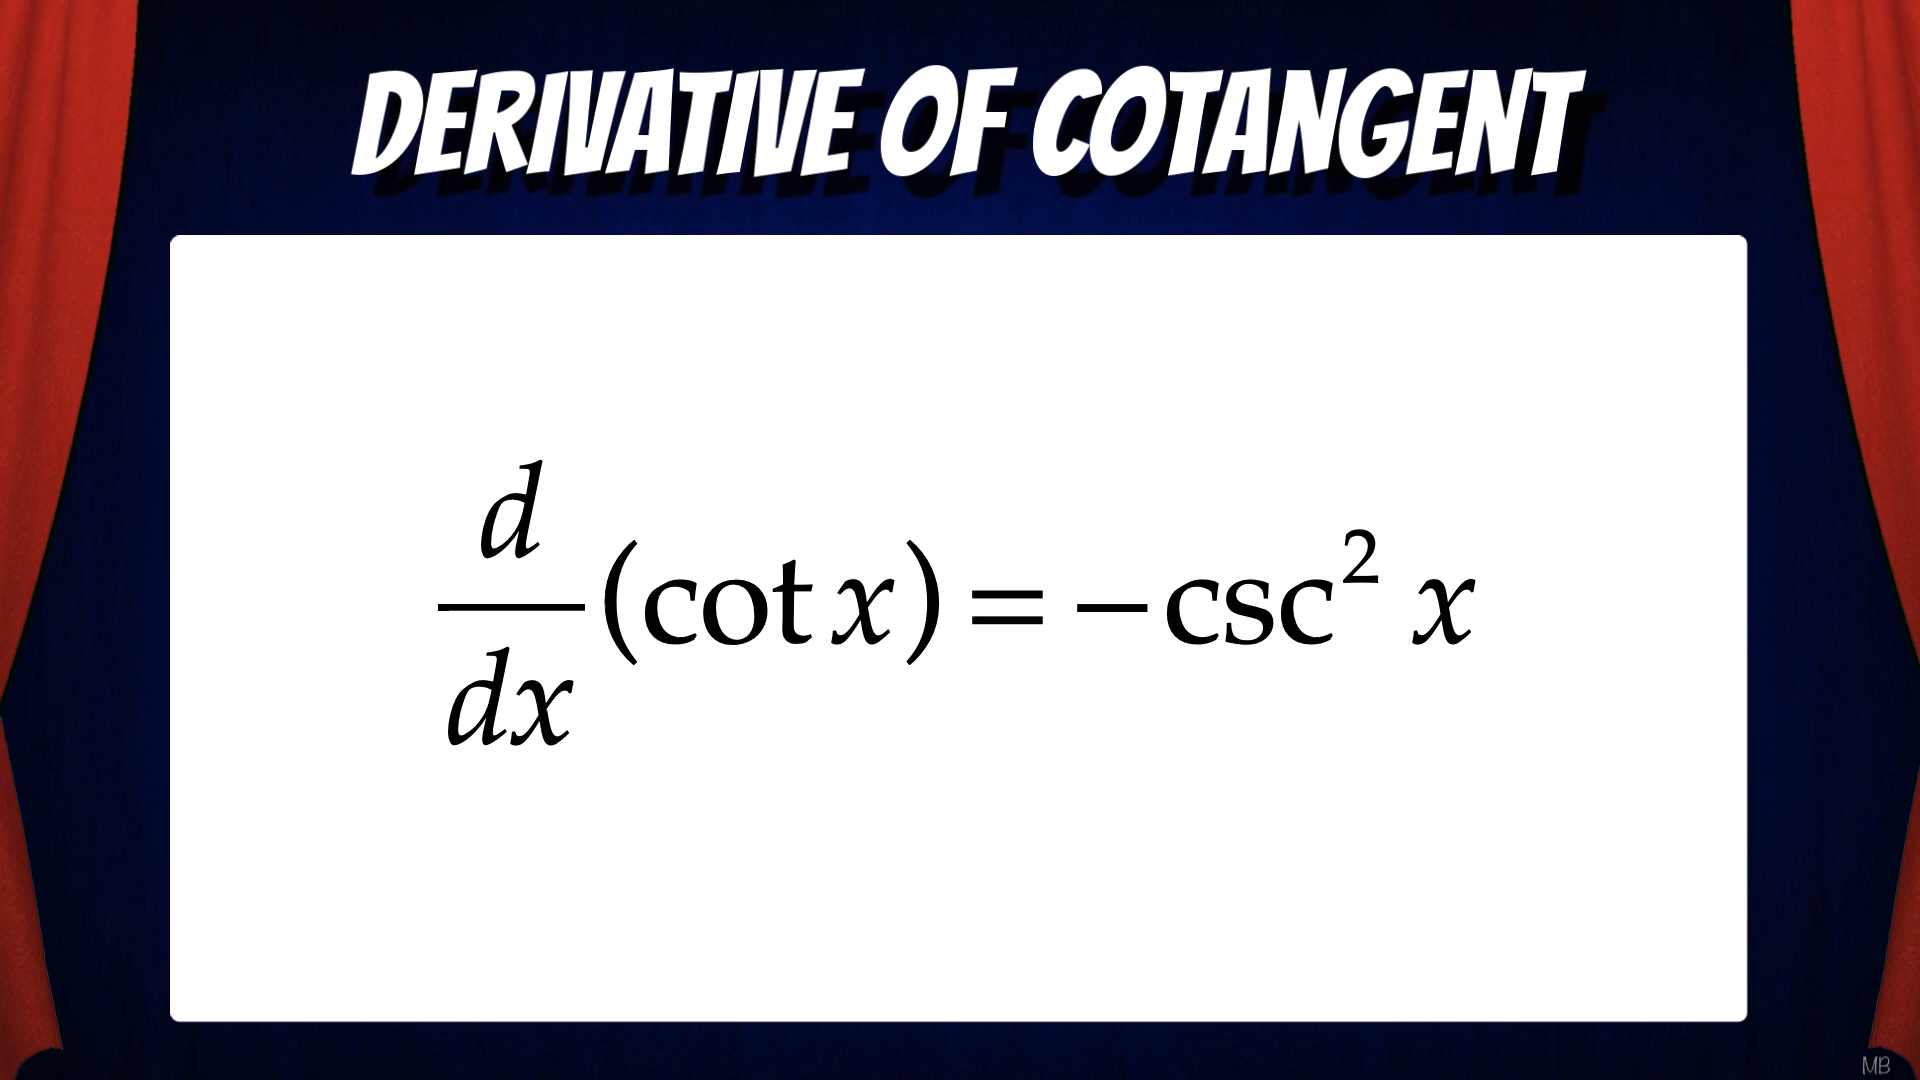 DERIVATIVE OF COTANGENT
d/dx (cot x) = −csc² x
MB